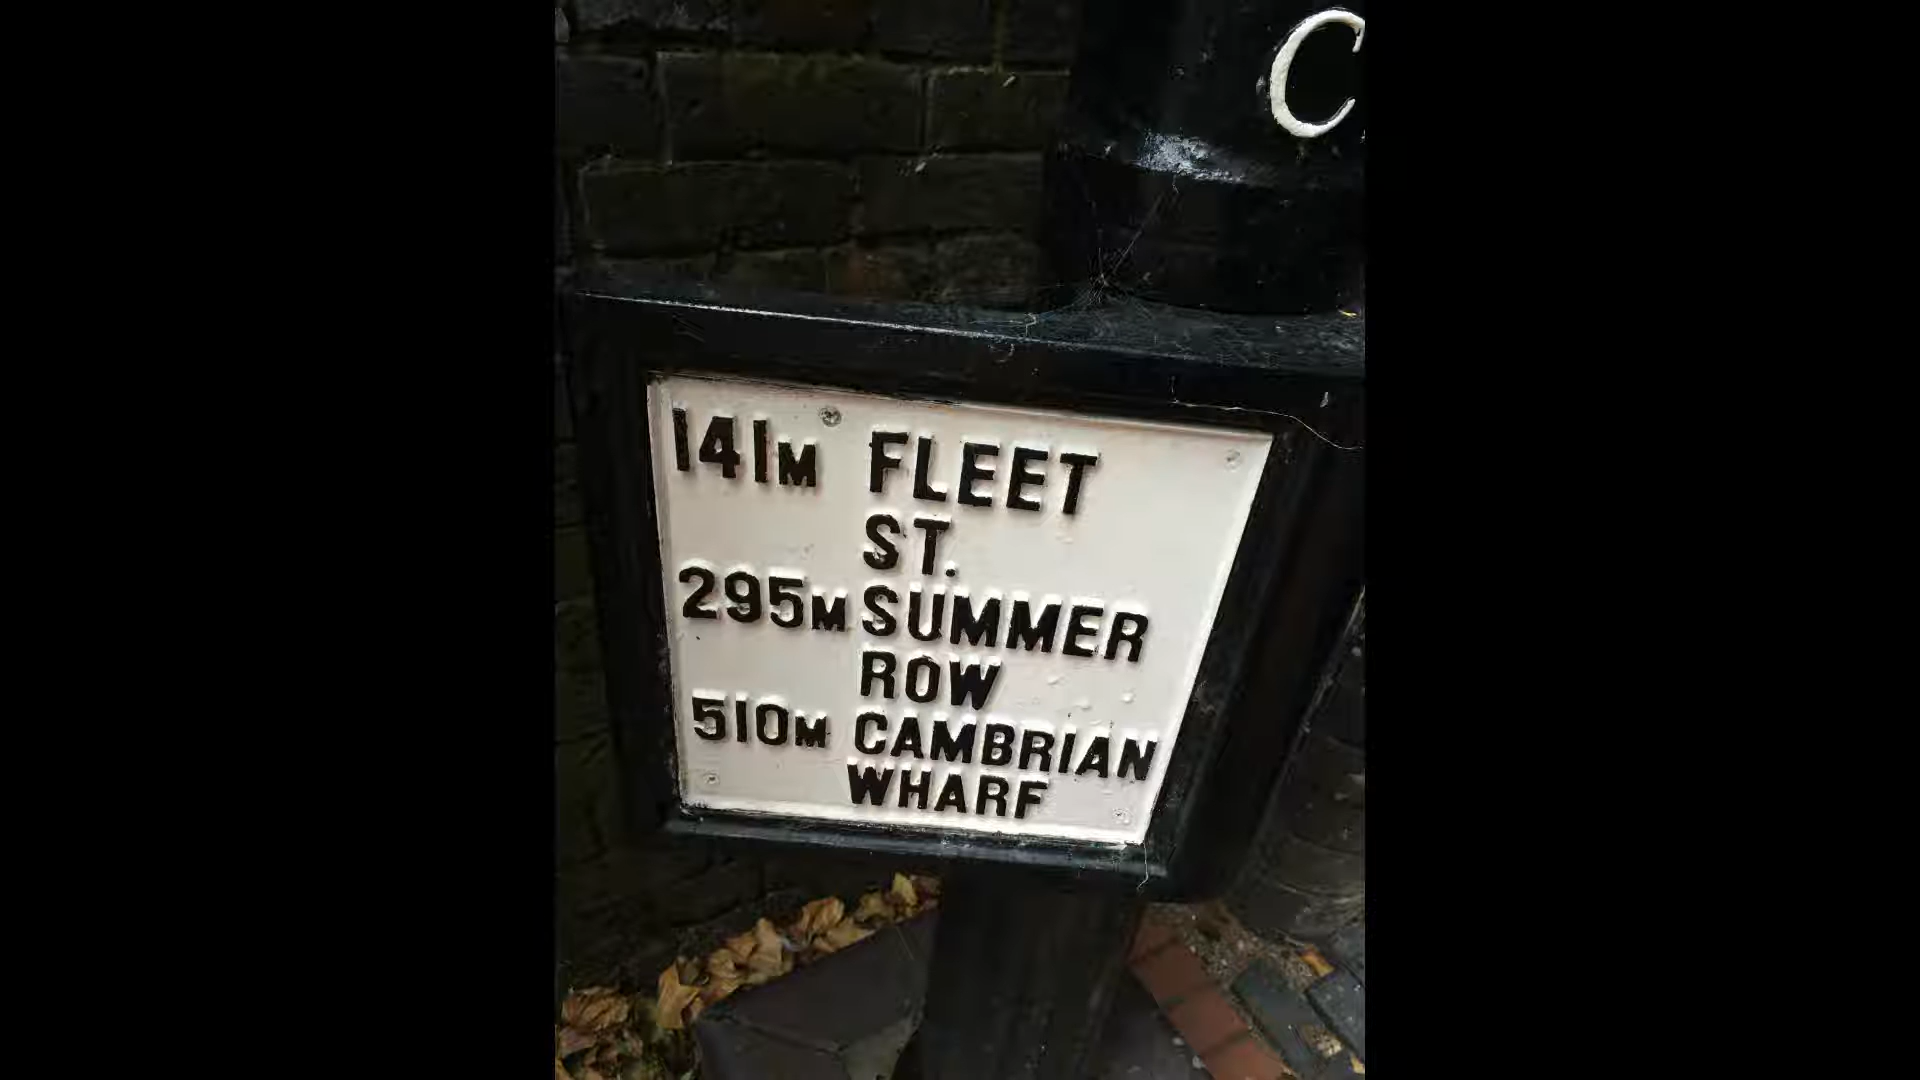 C
141M FLEET
ST.
295M SUMMER
ROW
510M CAMBRIAN
WHARF